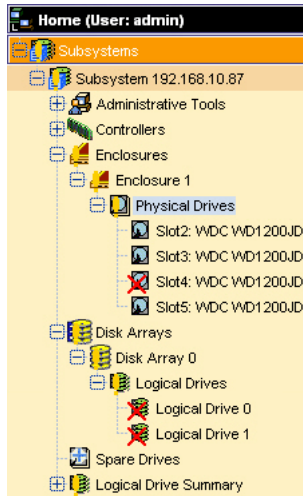 Home (User: admin)
Subsystems
Subsystem 192.168.10.87
Administrative Tools
Controllers
Enclosures
Enclosure 1
Physical Drives
Slot2: WDC WD1200JD
Slot3: WDC WD1200JD
Slot4: WDC WD1200JD
Slot5: WDC WD1200JD
Disk Arrays
Disk Array 0
Logical Drives
Logical Drive 0
Logical Drive 1
Spare Drives
Logical Drive Summary